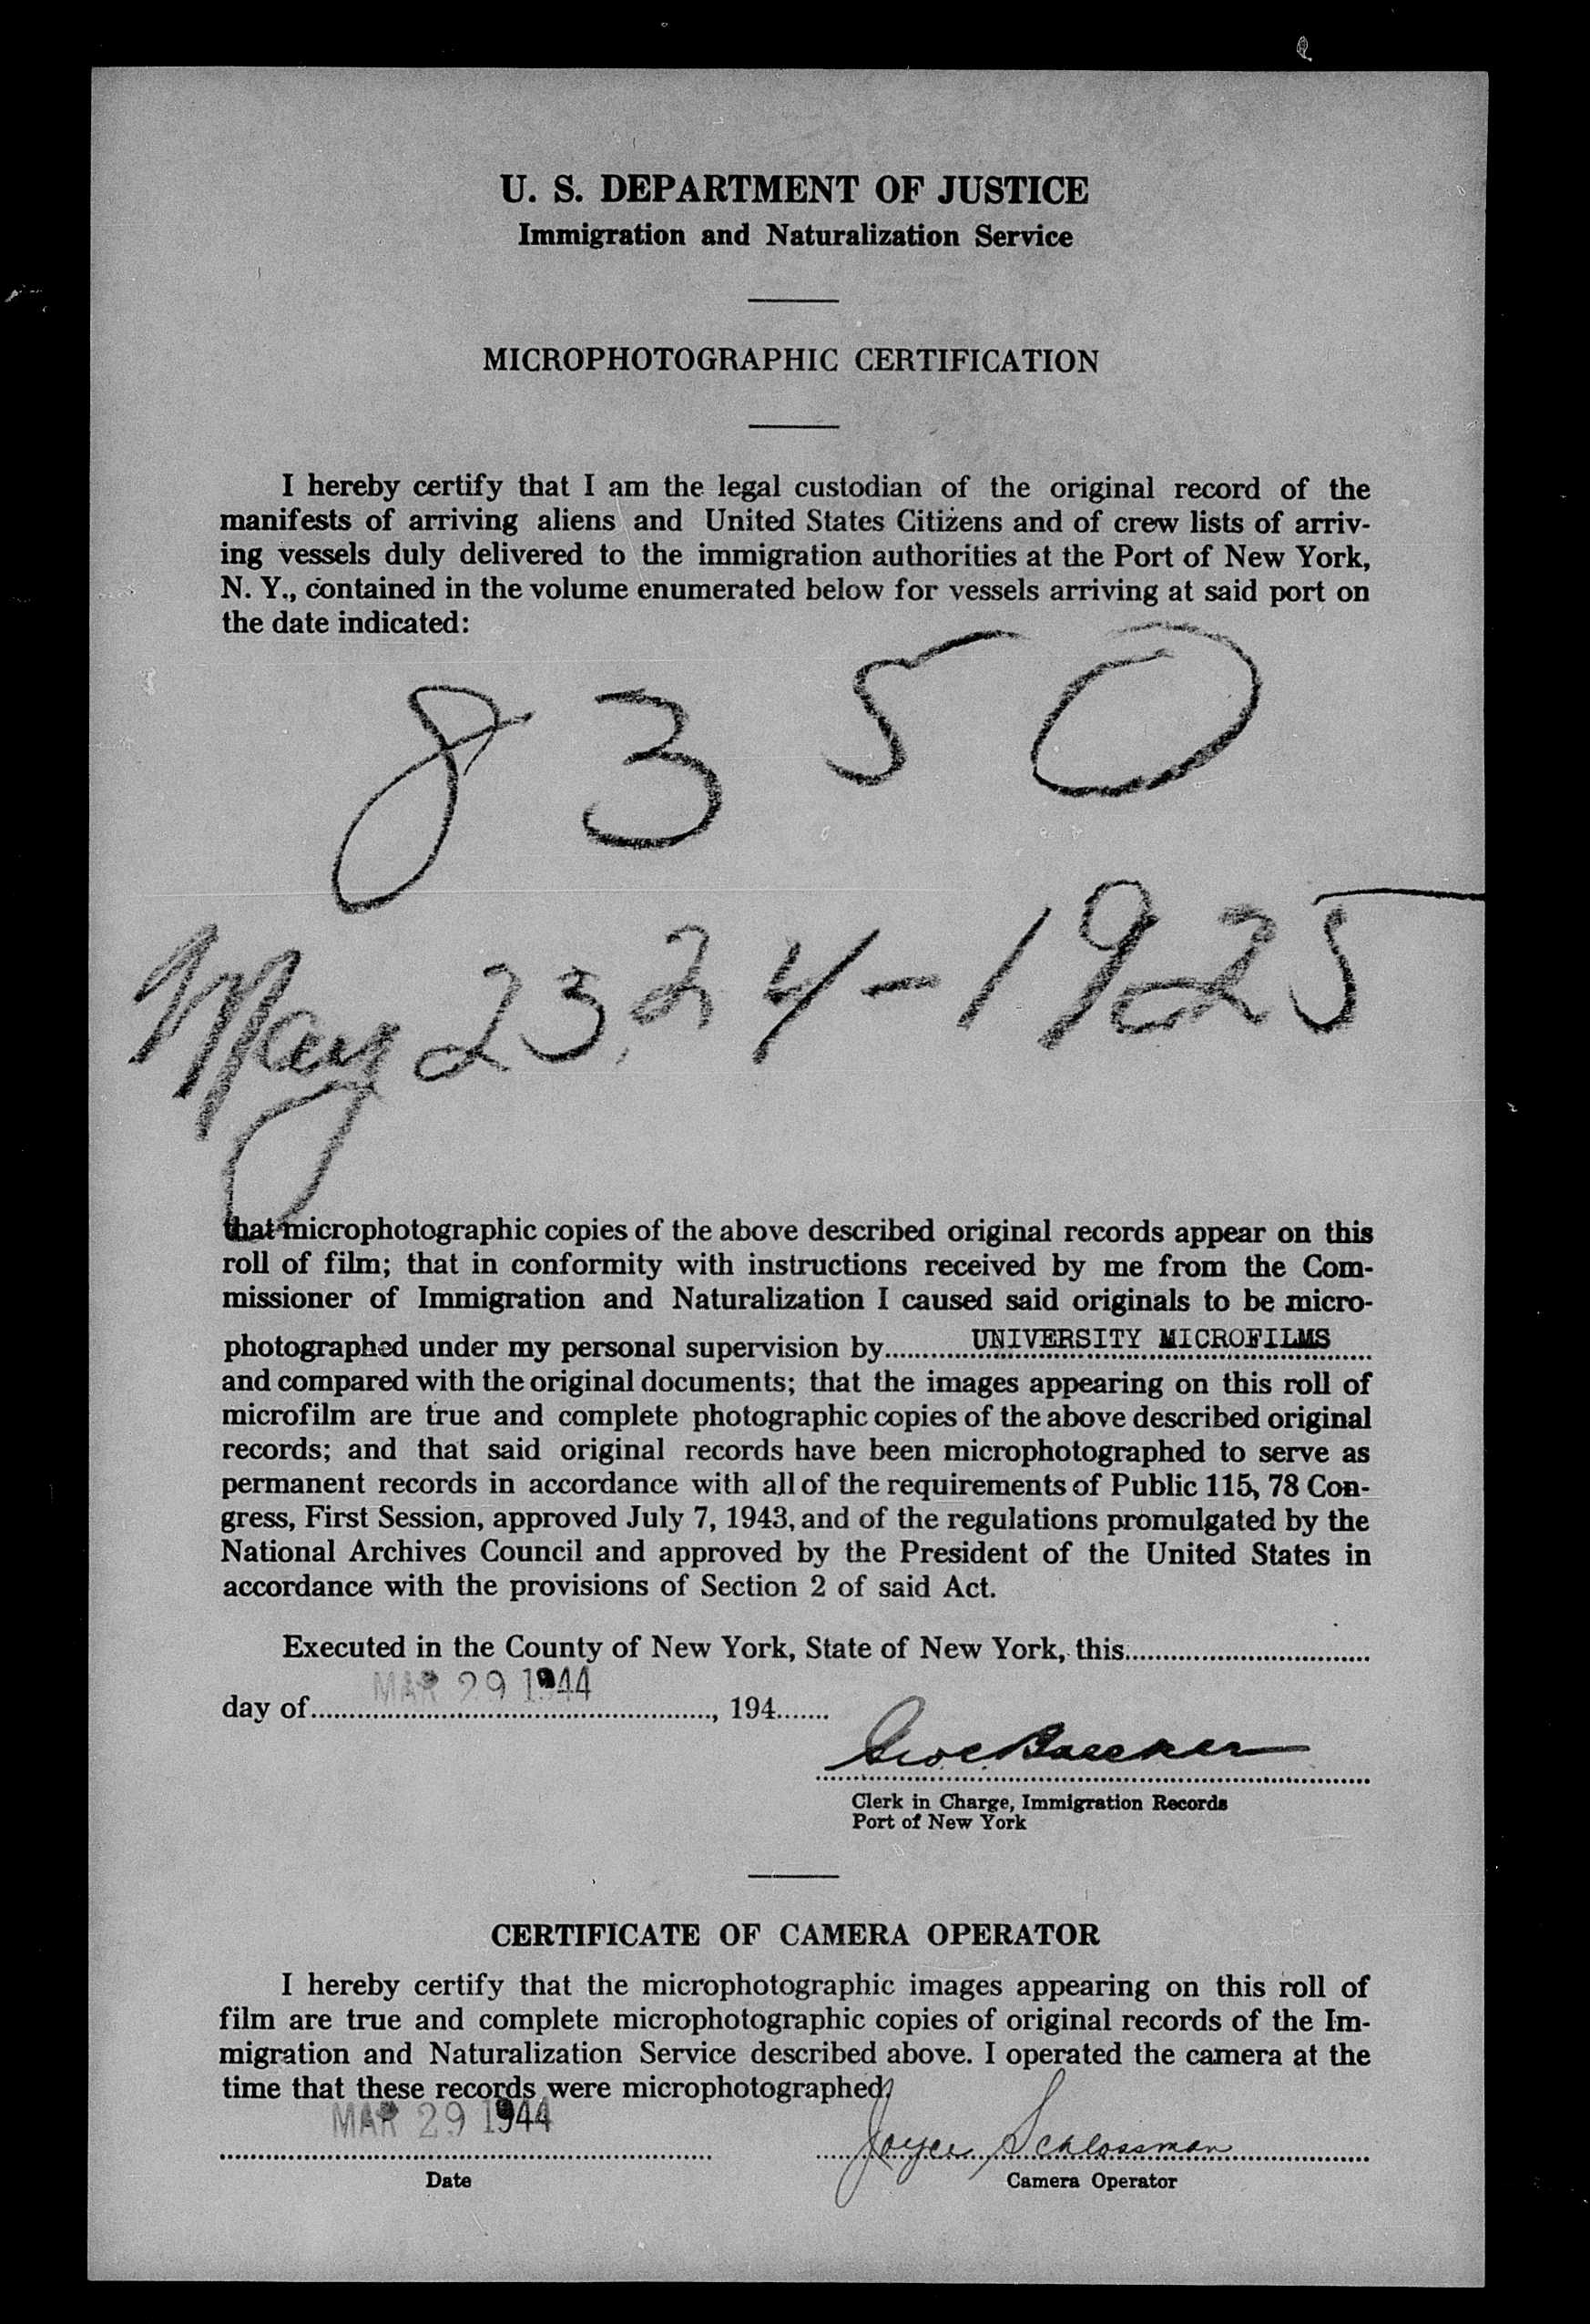 U. S. DEPARTMENT OF JUSTICE
Immigration and Naturalization Service
MICROPHOTOGRAPHIC CERTIFICATION
I hereby certify that I am the legal custodian of the original record of the
manifests of arriving aliens and United States Citizens and of crew lists of arriv-
ing vessels duly delivered to the immigration authorities at the Port of New York,
N. Y., contained in the volume enumerated below for vessels arriving at said port on
the date indicated:
8350
May 23, 24 - 1925
that microphotographic copies of the above described original records appear on this
roll of film; that in conformity with instructions received by me from the Com-
missioner of Immigration and Naturalization I caused said originals to be micro-
photographed under my personal supervision by UNIVERSITY MICROFILMS
and compared with the original documents; that the images appearing on this roll of
microfilm are true and complete photographic copies of the above described original
records; and that said original records have been microphotographed to serve as
permanent records in accordance with all of the requirements of Public 115, 78 Con-
gress, First Session, approved July 7, 1943, and of the regulations promulgated by the
National Archives Council and approved by the President of the United States in
accordance with the provisions of Section 2 of said Act.
Executed in the County of New York, State of New York, this
day of MAR 29 1944, 194
Clerk in Charge, Immigration Records
Port of New York
CERTIFICATE OF CAMERA OPERATOR
I hereby certify that the microphotographic images appearing on this roll of
film are true and complete microphotographic copies of original records of the Im-
migration and Naturalization Service described above. I operated the camera at the
time that these records were microphotographed.
MAR 29 1944 Joyce Schlossman
Date Camera Operator